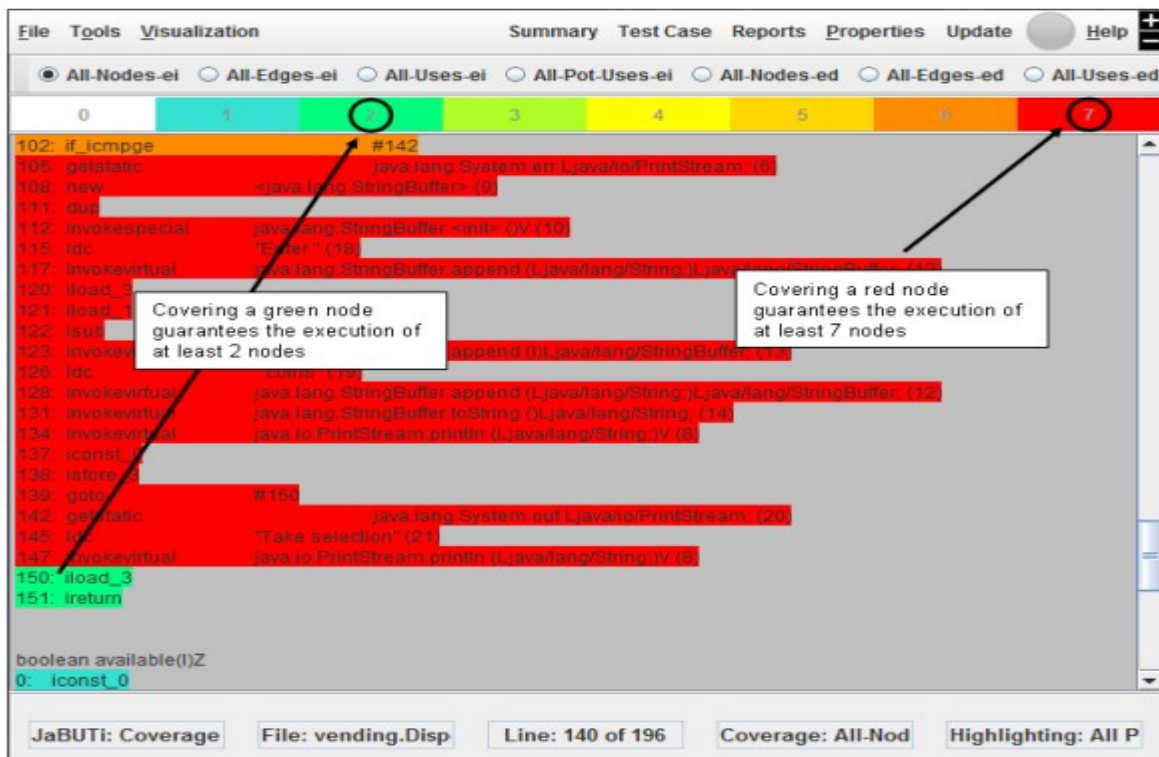 File Tools Visualization Summary Test Case Reports Properties Update Help
All-Nodes-ei All-Edges-ei All-Uses-ei All-Pot-Uses-ei All-Nodes-ed All-Edges-ed All-Uses-ed
0 1 2 3 4 5 6 7
102: if_icmpge #142
105: getstatic java.lang.System.err Ljava/io/PrintStream; (6)
108: new <java.lang.StringBuffer> (9)
111: dup
112: invokespecial java.lang.StringBuffer.<init> ()V (10)
115: ldc "Enter " (18)
117: invokevirtual java.lang.StringBuffer.append (Ljava/lang/String;)Ljava/lang/StringBuffer; (12)
120: iload_3
121: iload_1
122: isub
123: append (I)Ljava/lang/StringBuffer; (13)
126: ldc (19)
128: invokevirtual java.lang.StringBuffer.append (Ljava/lang/String;)Ljava/lang/StringBuffer; (12)
131: invokevirtual java.lang.StringBuffer.toString ()Ljava/lang/String; (14)
134: invokevirtual java.io.PrintStream.println (Ljava/lang/String;)V (8)
137: iconst_0
138: istore_3
139: goto #150
142: getstatic java.lang.System.out Ljava/io/PrintStream; (20)
145: ldc "Take selection" (21)
147: invokevirtual java.io.PrintStream.println (Ljava/lang/String;)V (8)
150: iload_3
151: ireturn
Covering a green node
guarantees the execution of
at least 2 nodes
Covering a red node
guarantees the execution of
at least 7 nodes
boolean available(I)Z
0: iconst_0
JaBUTi: Coverage File: vending.Disp Line: 140 of 196 Coverage: All-Nod Highlighting: All P